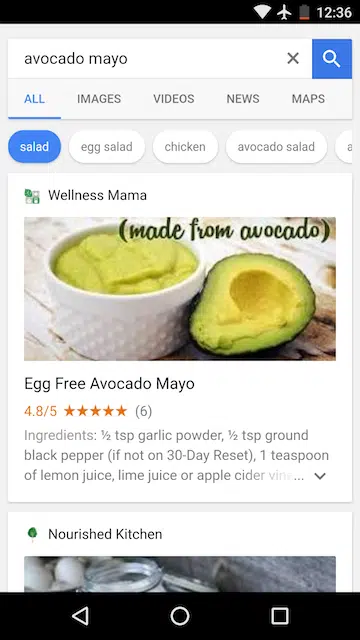 12:36
avocado mayo
ALL IMAGES VIDEOS NEWS MAPS
salad egg salad chicken avocado salad
Wellness Mama
(made from avocado)
Egg Free Avocado Mayo
4.8/5 ★★★★★ (6)
Ingredients: ½ tsp garlic powder, ½ tsp ground
black pepper (if not on 30-Day Reset), 1 teaspoon
of lemon juice, lime juice or apple cider vine...
Nourished Kitchen